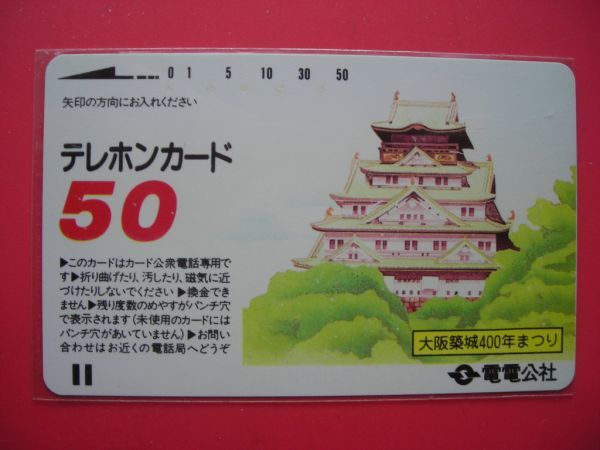 0 1 5 10 30 50
矢印の方向にお入れください
テレホンカード
50
▶このカードはカード公衆電話専用で
す▶折り曲げたり、汚したり、磁気に近
づけたりしないでください▶換金でき
ません▶残り度数のめやすがパンチ穴
で表示されます(未使用のカードには
パンチ穴があいていません)▶お問い
合わせはお近くの電話局へどうぞ
大阪築城400年まつり
電電公社